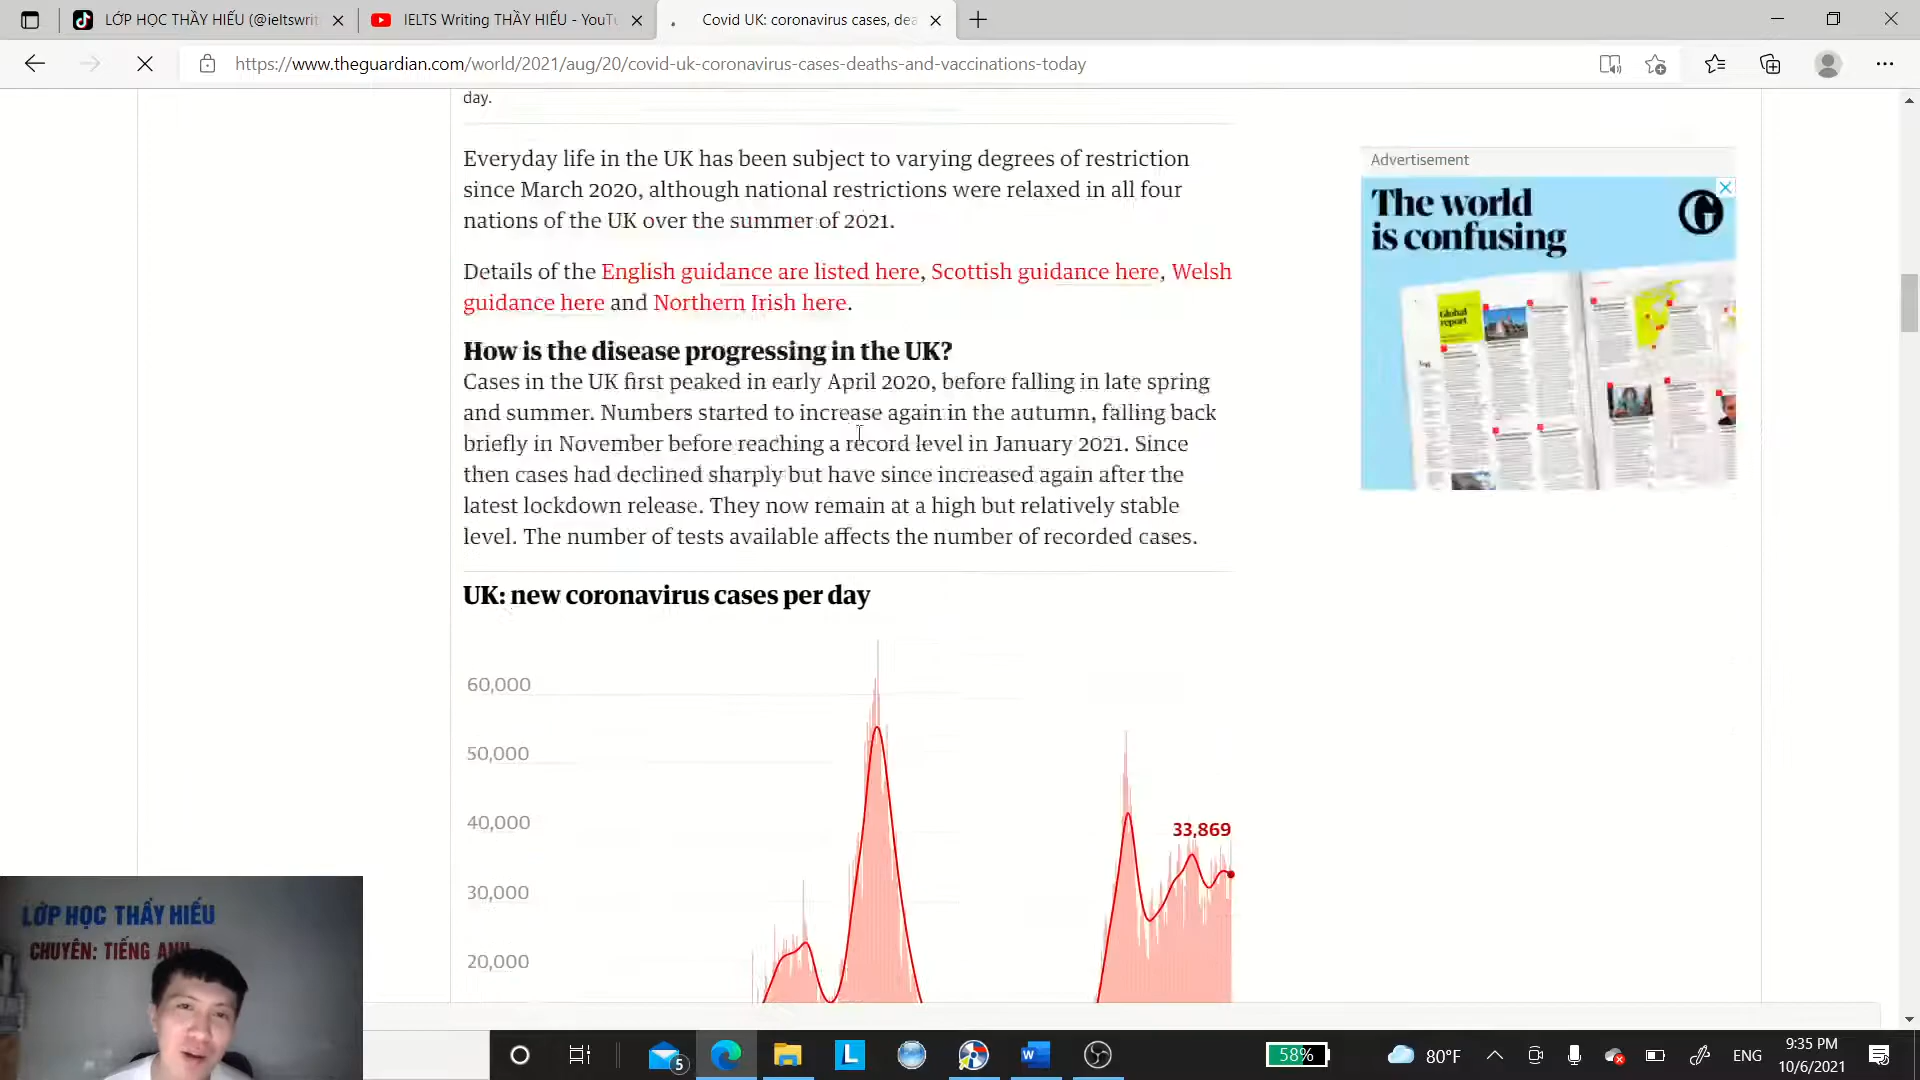 LỚP HỌC THẦY HIẾU (@ieltswrit
IELTS Writing THẦY HIẾU - YouTu
Covid UK: coronavirus cases, dea
https://www.theguardian.com/world/2021/aug/20/covid-uk-coronavirus-cases-deaths-and-vaccinations-today
day.
Everyday life in the UK has been subject to varying degrees of restriction
since March 2020, although national restrictions were relaxed in all four
nations of the UK over the summer of 2021.
Details of the English guidance are listed here, Scottish guidance here, Welsh
guidance here and Northern Irish here.
How is the disease progressing in the UK?
Cases in the UK first peaked in early April 2020, before falling in late spring
and summer. Numbers started to increase again in the autumn, falling back
briefly in November before reaching a record level in January 2021. Since
then cases had declined sharply but have since increased again after the
latest lockdown release. They now remain at a high but relatively stable
level. The number of tests available affects the number of recorded cases.
UK: new coronavirus cases per day
60,000
50,000
40,000
33,869
30,000
20,000
Advertisement
The world
is confusing
G
Global
report
LỚP HỌC THẦY HIẾU
CHUYÊN: TIẾNG ANH
5
L
W
58%
80°F
ENG
9:35 PM
10/6/2021